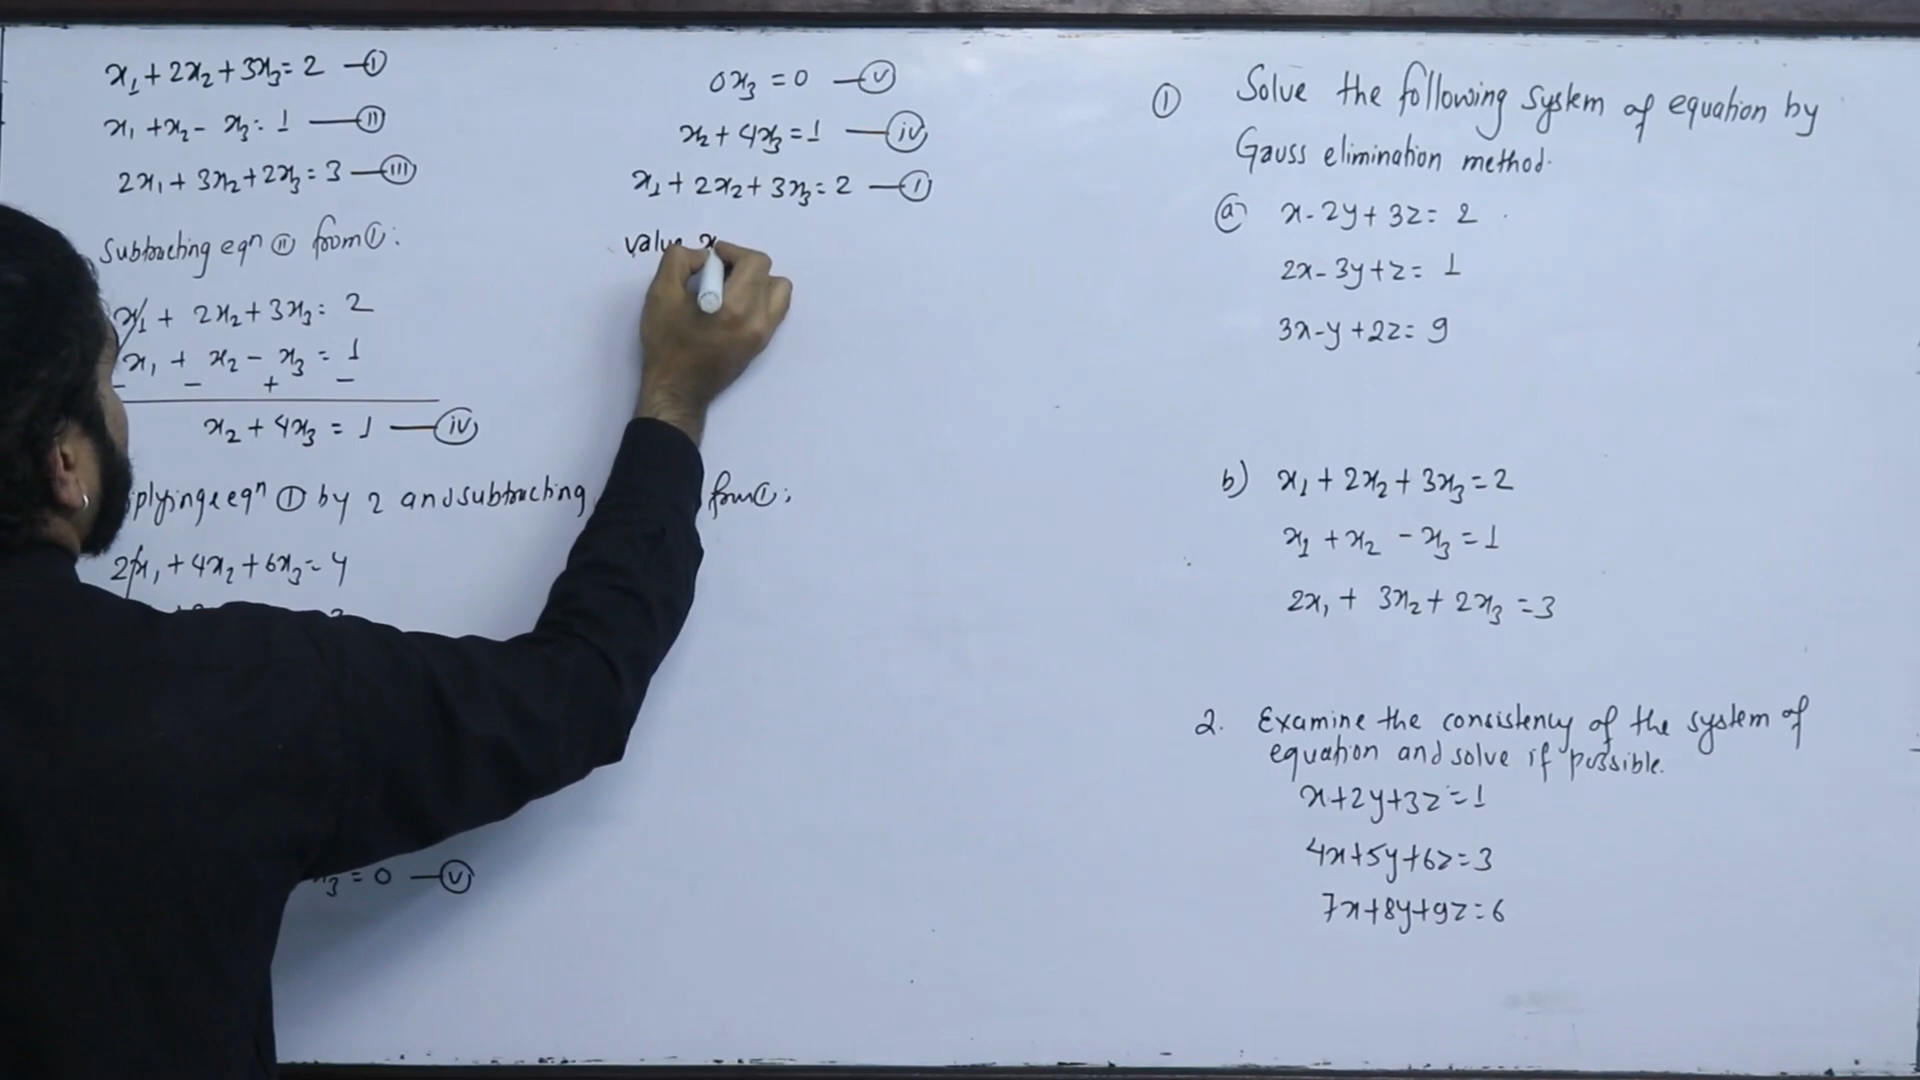 x₁ + 2x₂ + 3x₃ = 2 — Ⓘ
x₁ + x₂ - x₃ = 1 — (II)
2x₁ + 3x₂ + 2x₃ = 3 — (III)
Subtracting eqⁿ (II) from (I):
x₁ + 2x₂ + 3x₃ = 2
x₁ + x₂ - x₃ = 1
- - + -
x₂ + 4x₃ = 1 — (iv)
plying eqⁿ (I) by 2 and subtracting from (I);
2x₁ + 4x₂ + 6x₃ = 4
x₃ = 0 — (V)
0x₃ = 0 — (V)
x₂ + 4x₃ = 1 — (iv)
x₁ + 2x₂ + 3x₃ = 2 — (I)
value x
① Solve the following system of equation by
Gauss elimination method.
(a) x - 2y + 3z = 2
2x - 3y + z = 1
3x - y + 2z = 9
b) x₁ + 2x₂ + 3x₃ = 2
x₁ + x₂ - x₃ = 1
2x₁ + 3x₂ + 2x₃ = 3
2. Examine the consistency of the system of
equation and solve if possible.
x+2y+3z=1
4x+5y+6z=3
7x+8y+9z=6